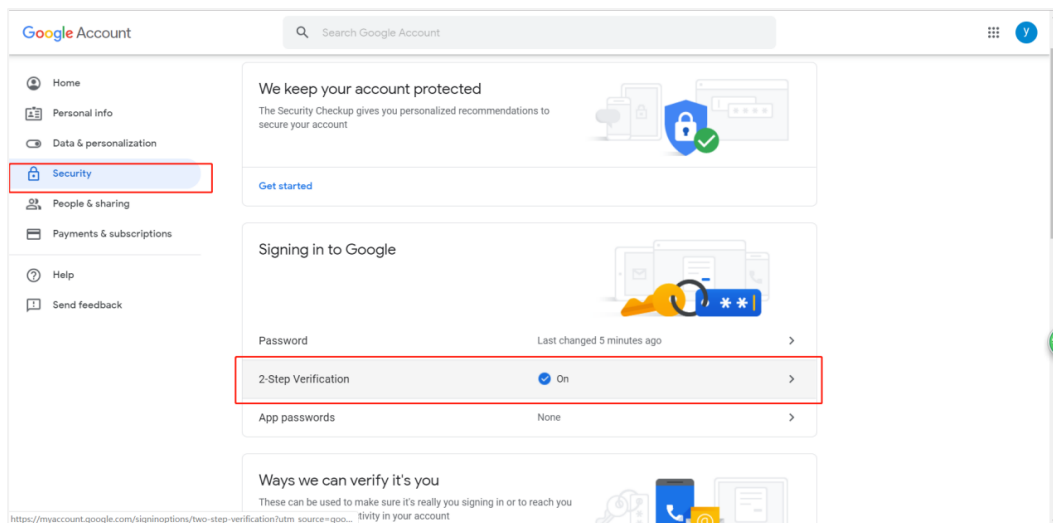 Google Account
Search Google Account
y
Home
Personal info
Data & personalization
Security
People & sharing
Payments & subscriptions
Help
Send feedback
We keep your account protected
The Security Checkup gives you personalized recommendations to
secure your account
Get started
Signing in to Google
**
Password Last changed 5 minutes ago
2-Step Verification On
App passwords None
Ways we can verify it's you
These can be used to make sure it's really you signing in or to reach you
tivity in your account
https://myaccount.google.com/signinoptions/two-step-verification?utm_source=goo...